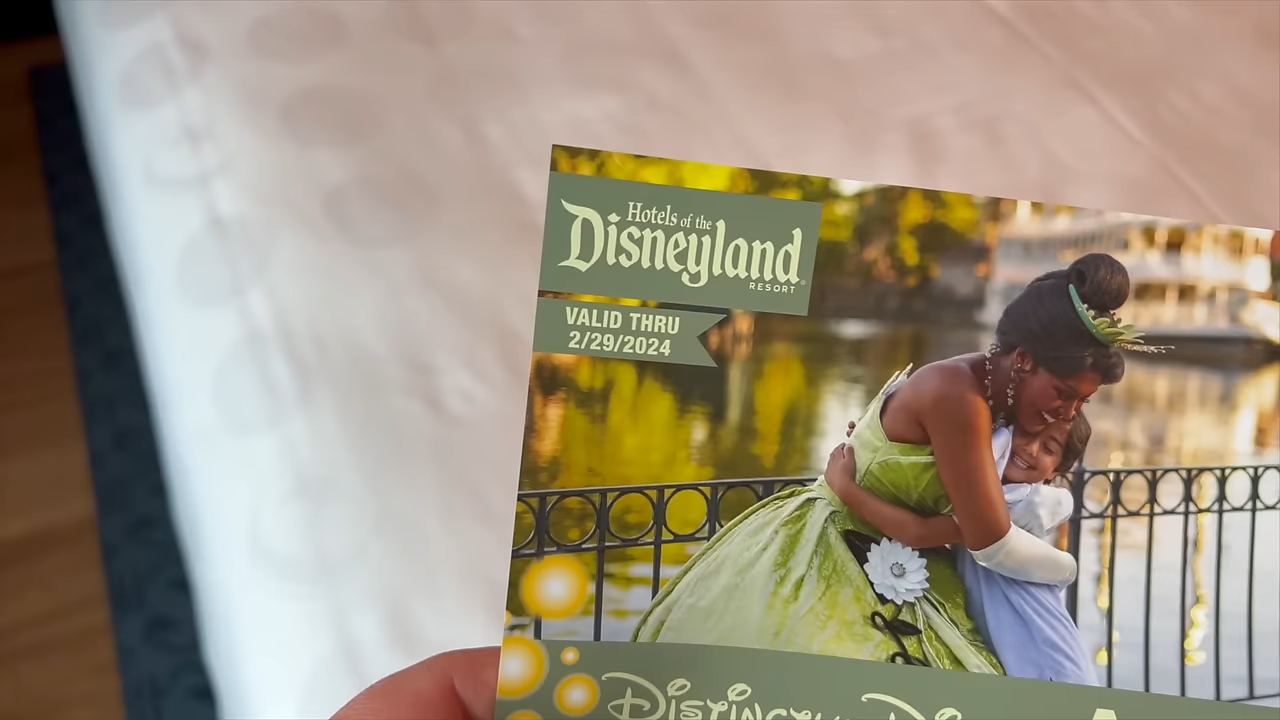 Hotels of the
Disneyland
RESORT
VALID THRU
2/29/2024